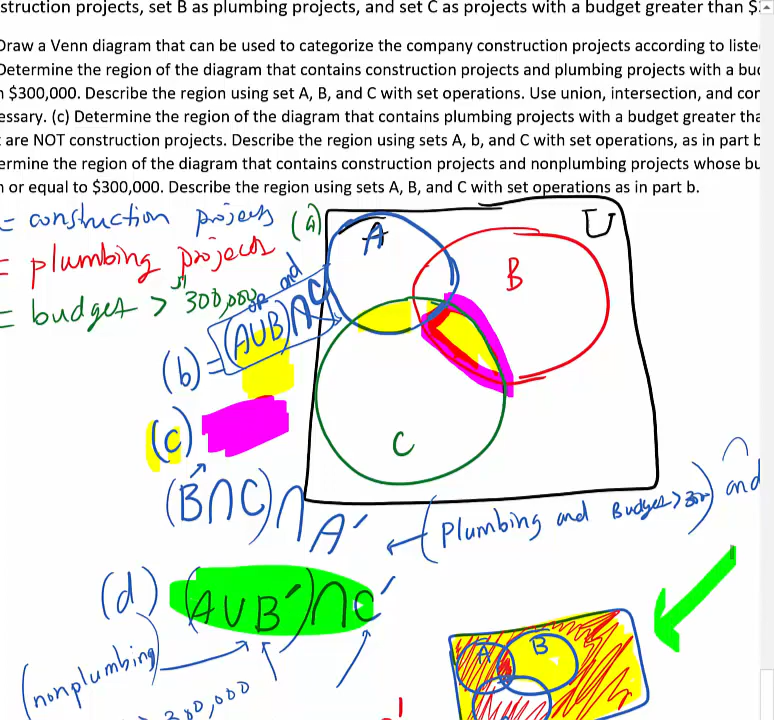 struction projects, set B as plumbing projects, and set C as projects with a budget greater than $
Draw a Venn diagram that can be used to categorize the company construction projects according to liste
Determine the region of the diagram that contains construction projects and plumbing projects with a bu
n $300,000. Describe the region using set A, B, and C with set operations. Use union, intersection, and co
essary. (c) Determine the region of the diagram that contains plumbing projects with a budget greater tha
t are NOT construction projects. Describe the region using sets A, b, and C with set operations, as in part b
ermine the region of the diagram that contains construction projects and nonplumbing projects whose bu
n or equal to $300,000. Describe the region using sets A, B, and C with set operations as in part b.
= construction projects (a)
U
A
= plumbing projects
B
= budgets > 300,000
or and
(b) = (A∪B)∩C
(c)
C
(B∩C)∩A′
← (Plumbing and Budget > 300) and
(d) (A∪B′)∩C′
A B
(nonplumbing)
300,000